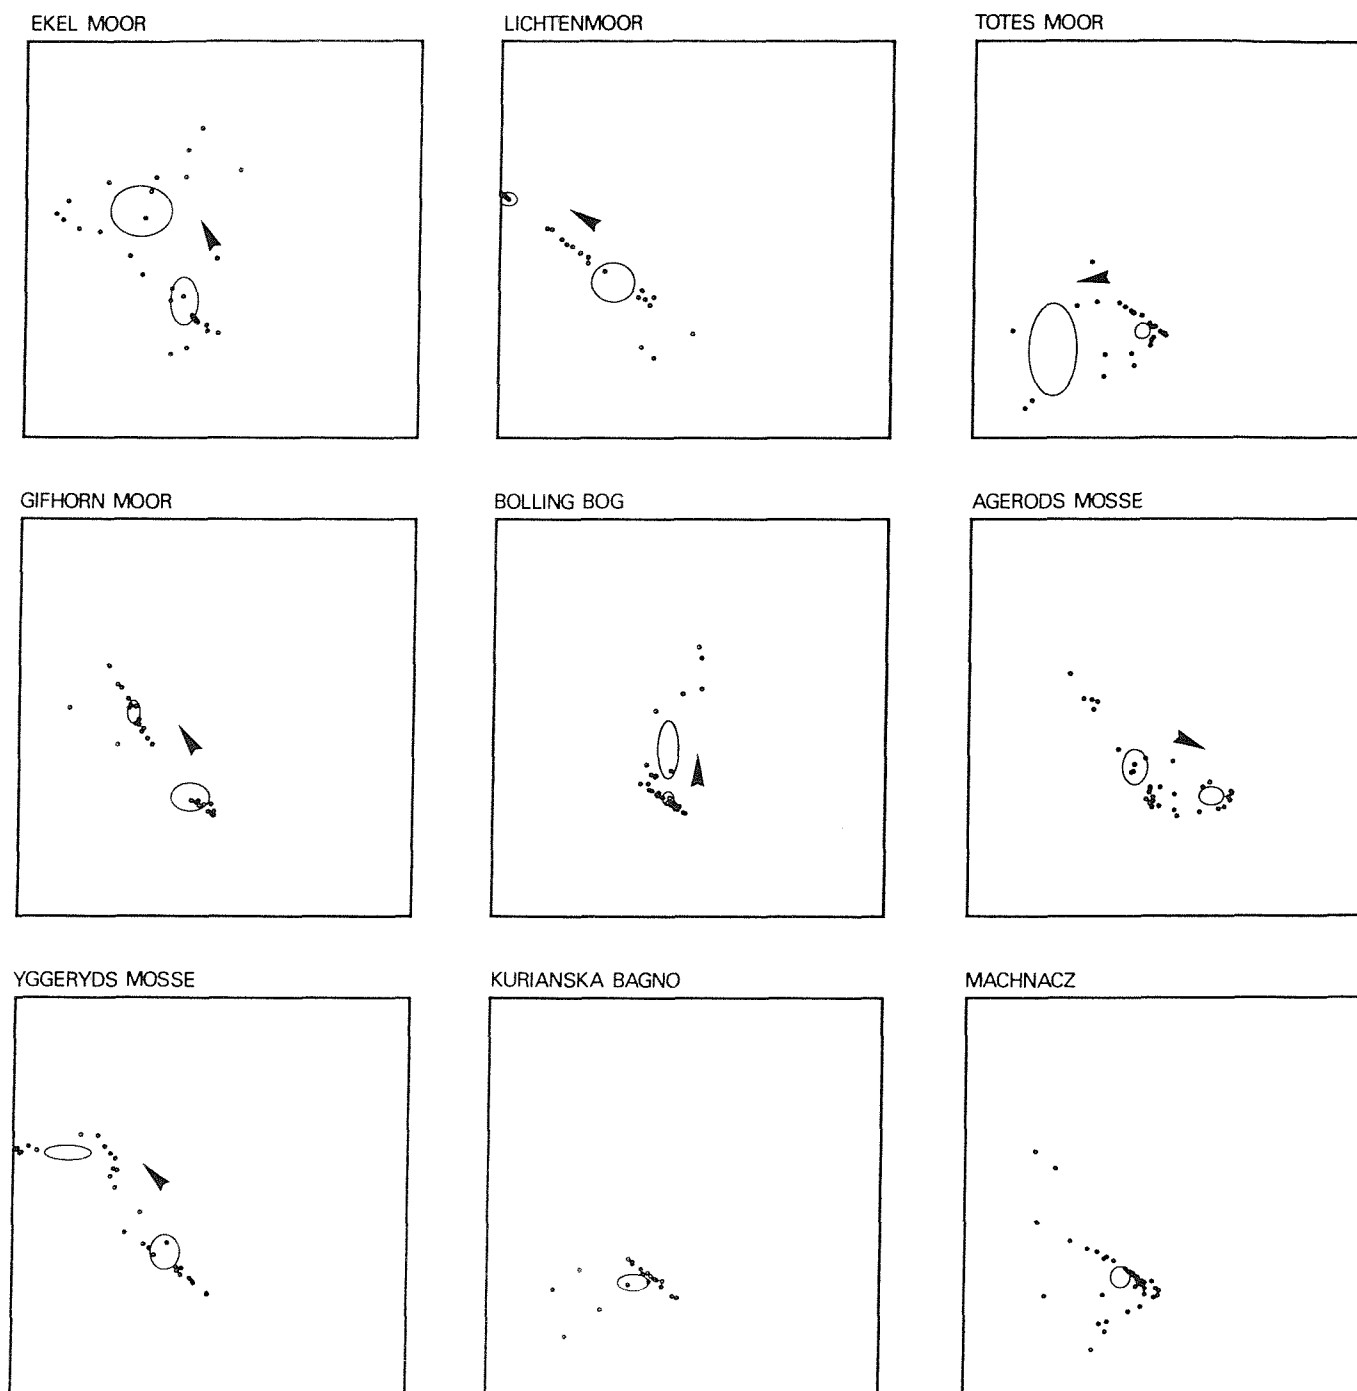 EKEL MOOR
LICHTENMOOR
TOTES MOOR
GIFHORN MOOR
BOLLING BOG
AGERODS MOSSE
YGGERYDS MOSSE
KURIANSKA BAGNO
MACHNACZ